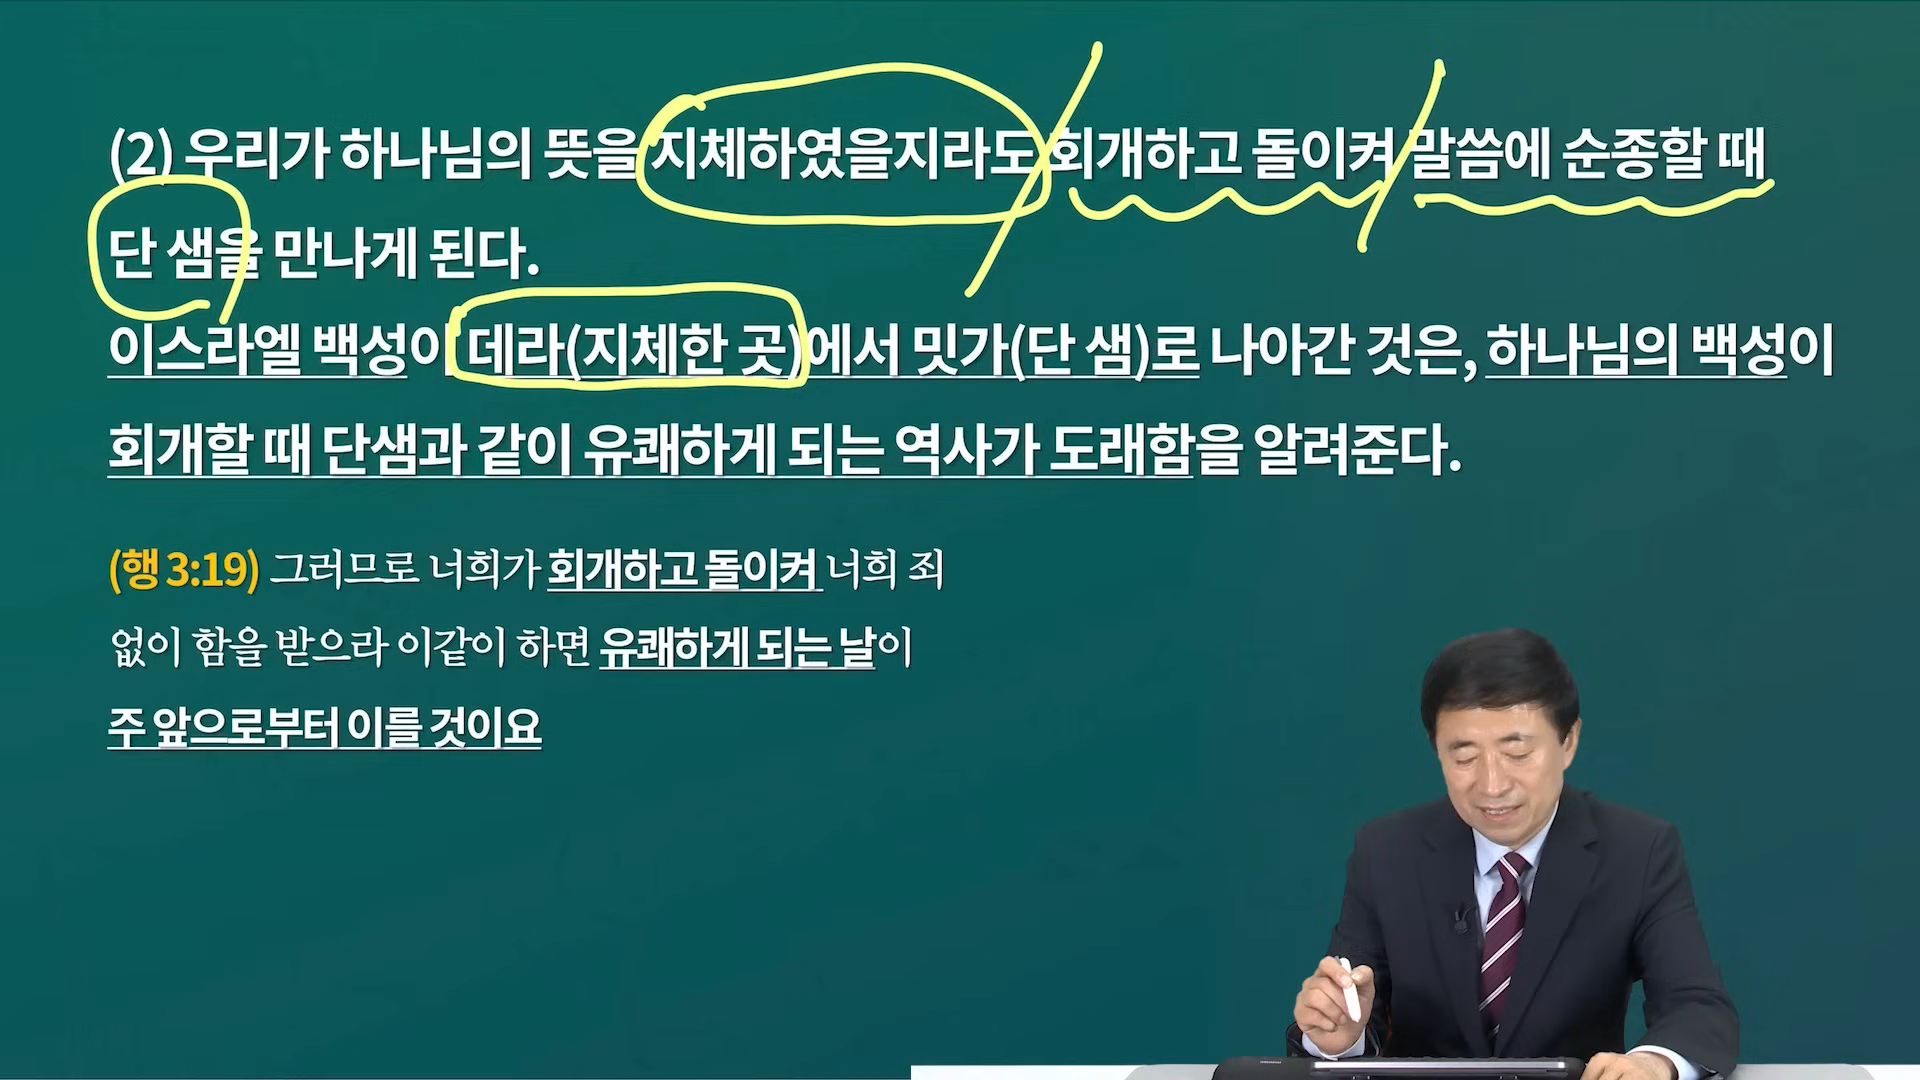 (2) 우리가 하나님의 뜻을 지체하였을지라도 회개하고 돌이켜 말씀에 순종할 때
단 샘을 만나게 된다.
이스라엘 백성이 데라(지체한 곳)에서 밋가(단 샘)로 나아간 것은, 하나님의 백성이
회개할 때 단샘과 같이 유쾌하게 되는 역사가 도래함을 알려준다.
(행 3:19) 그러므로 너희가 회개하고 돌이켜 너희 죄
없이 함을 받으라 이같이 하면 유쾌하게 되는 날이
주 앞으로부터 이를 것이요